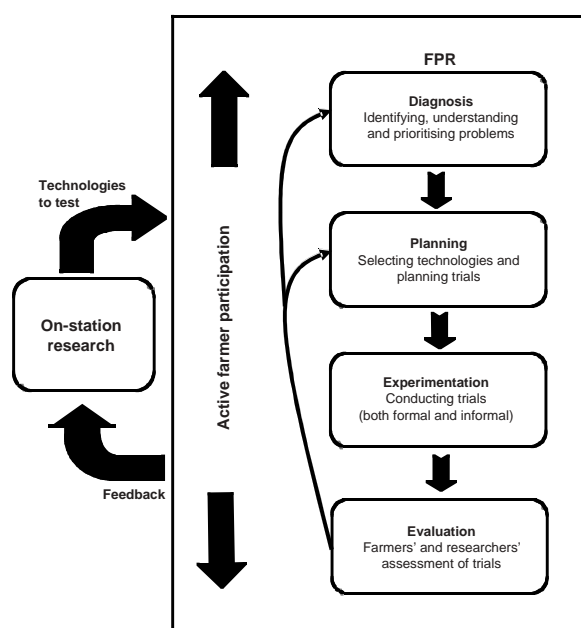 FPR
Diagnosis
Identifying, understanding
and prioritising problems
Technologies
to test
Planning
Selecting technologies and
planning trials
On-station
research
Active farmer participation
Experimentation
Conducting trials
(both formal and informal)
Feedback
Evaluation
Farmers’ and researchers’
assessment of trials